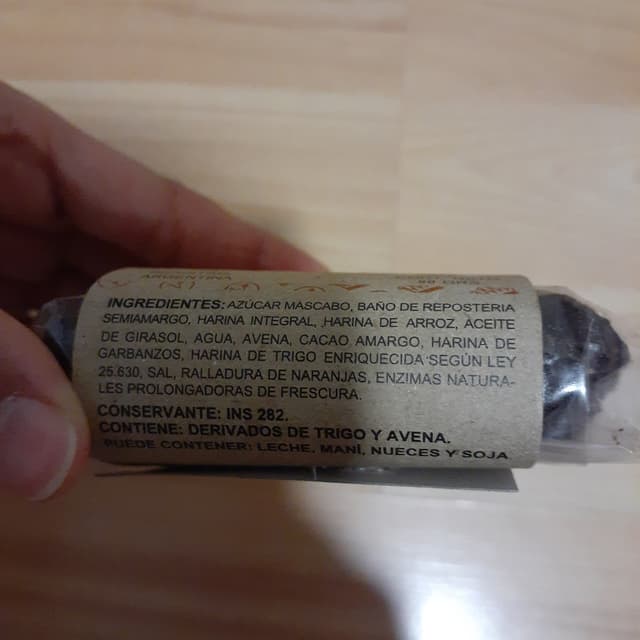 ARGENTINA
INGREDIENTES: AZÚCAR MASCABO, BAÑO DE REPOSTERIA
SEMIAMARGO, HARINA INTEGRAL, HARINA DE ARROZ, ACEITE
DE GIRASOL, AGUA, AVENA, CACAO AMARGO, HARINA DE
GARBANZOS, HARINA DE TRIGO ENRIQUECIDA SEGÚN LEY
25.630, SAL, RALLADURA DE NARANJAS, ENZIMAS NATURA-
LES PROLONGADORAS DE FRESCURA.
CONSERVANTE: INS 282.
CONTIENE: DERIVADOS DE TRIGO Y AVENA.
PUEDE CONTENER: LECHE, MANÍ, NUECES Y SOJA